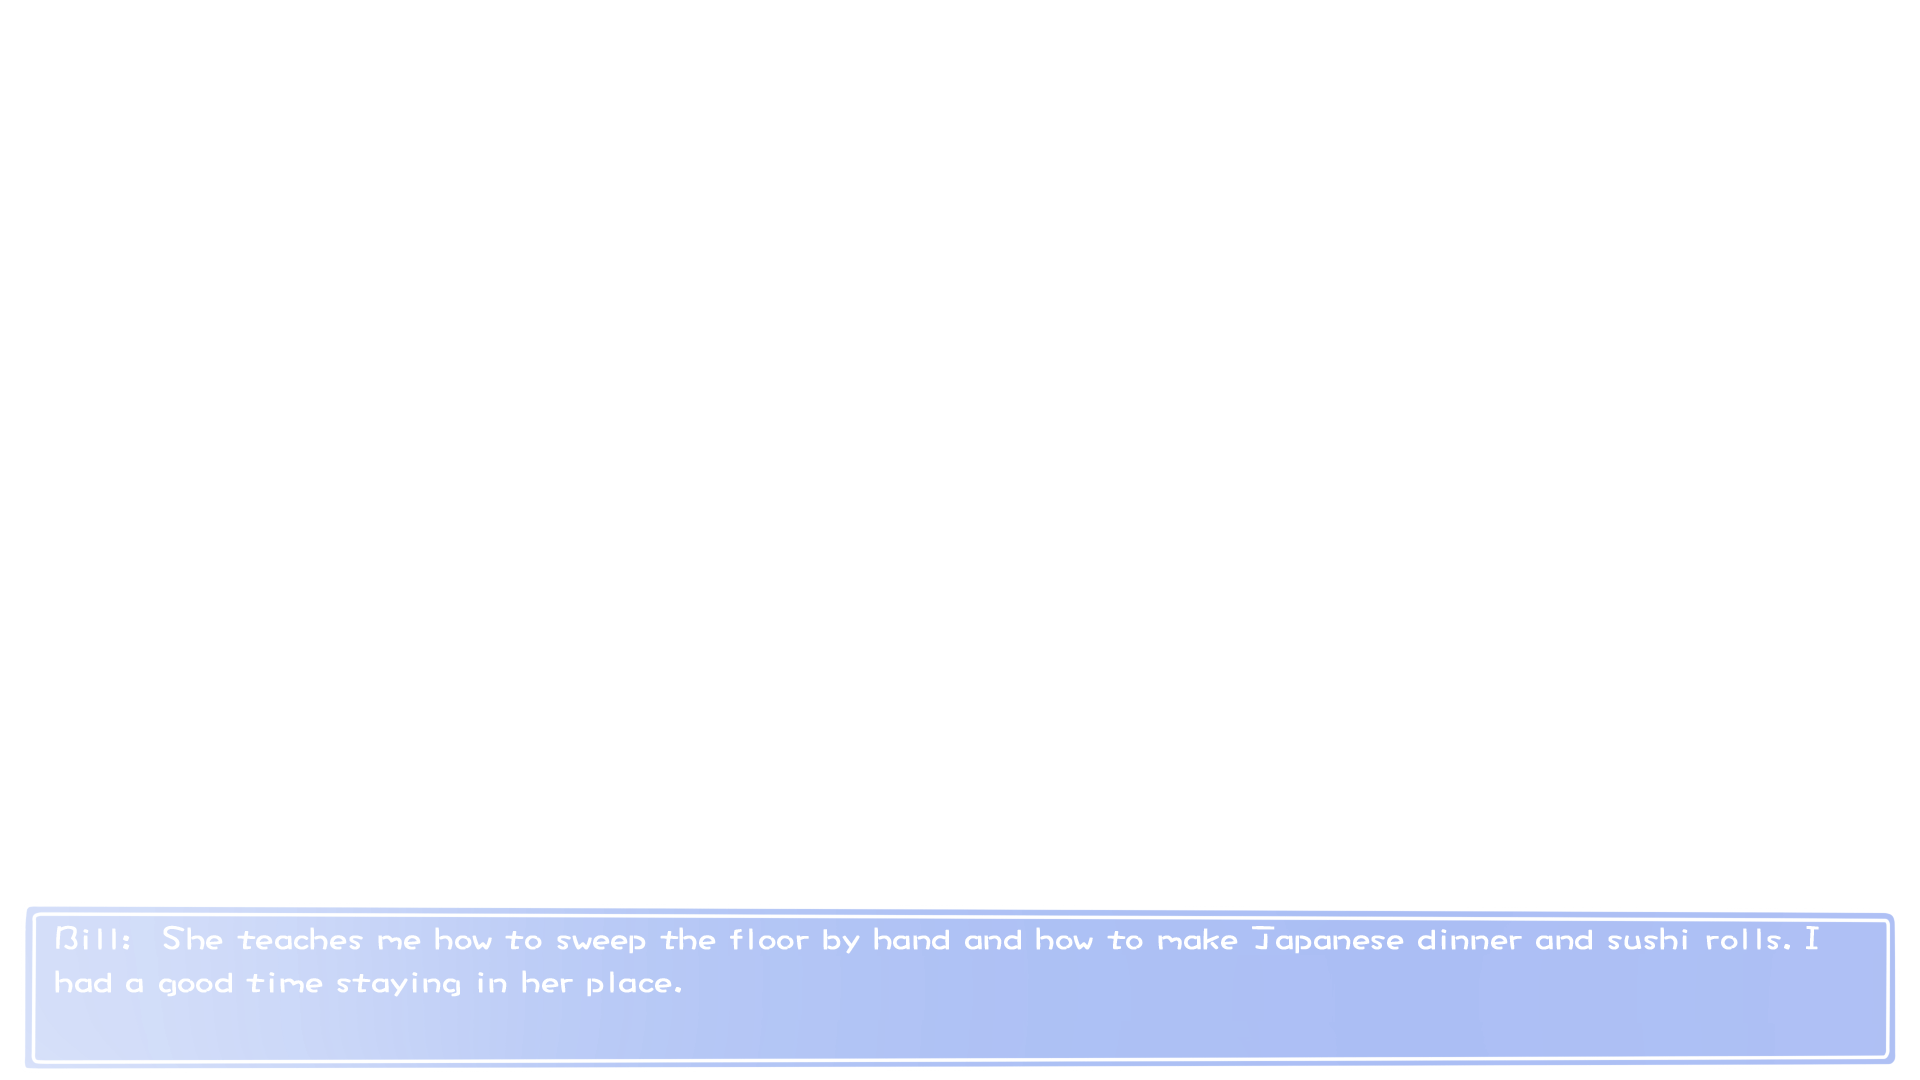 Bill:  She teaches me how to sweep the floor by hand and how to make Japanese dinner and sushi rolls. I
had a good time staying in her place.